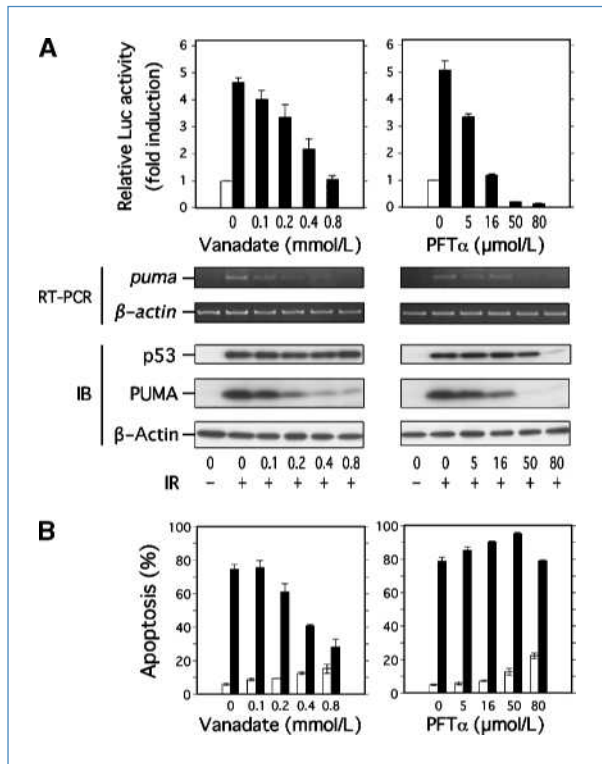 A
Relative Luc activity
(fold induction)
6
5
4
3
2
1
0
0 0.1 0.2 0.4 0.8
Vanadate (mmol/L)
6
5
4
3
2
1
0
0 5 16 50 80
PFTα (μmol/L)
RT-PCR
puma
β-actin
IB
p53
PUMA
β-Actin
0 0 0.1 0.2 0.4 0.8
0 0 5 16 50 80
IR − + + + + +
− + + + + +
B
Apoptosis (%)
100
80
60
40
20
0
0 0.1 0.2 0.4 0.8
Vanadate (mmol/L)
100
80
60
40
20
0
0 5 16 50 80
PFTα (μmol/L)